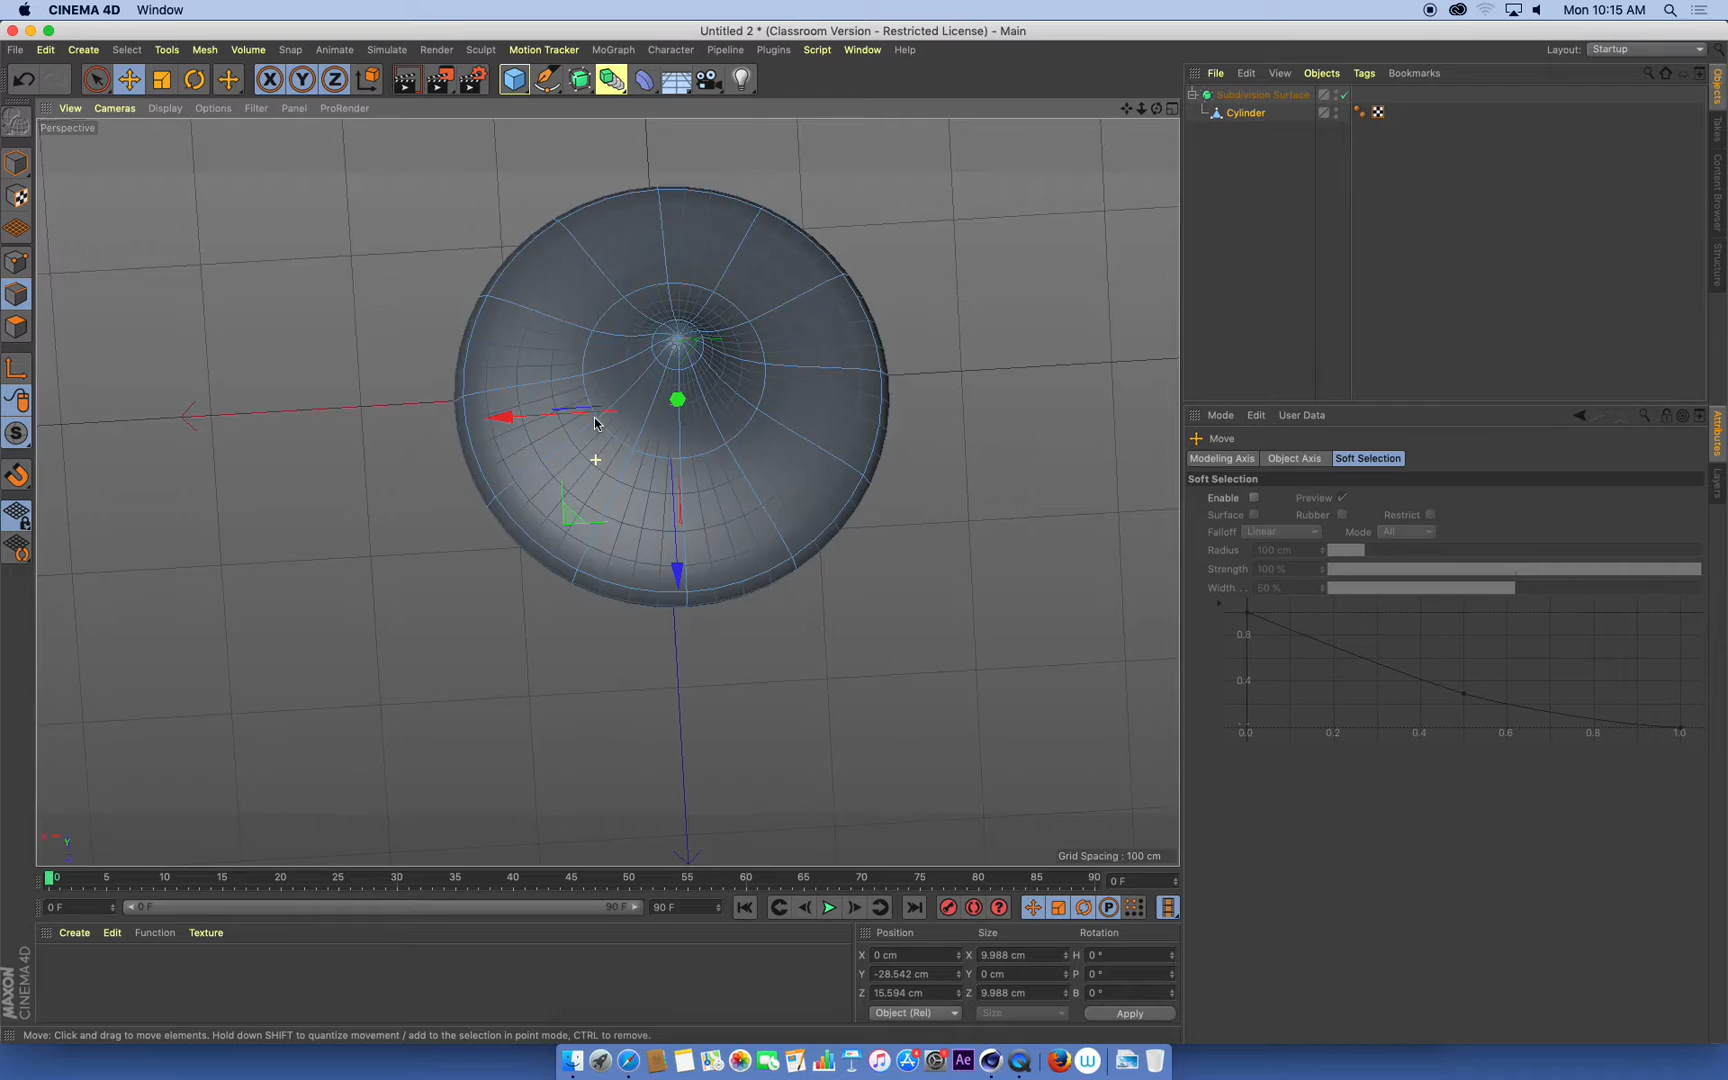 CINEMA 4D Window Mon 10:15 AM
Untitled 2 * (Classroom Version - Restricted License) - Main
File Edit Create Select Tools Mesh Volume Snap Animate Simulate Render Sculpt Motion Tracker MoGraph Character Pipeline Plugins Script Window Help Layout: Startup
File Edit View Objects Tags Bookmarks
Subdivision Surface
Cylinder
View Cameras Display Options Filter Panel ProRender
Perspective
Objects
Takes
Content Browser
Structure
Mode Edit User Data
Move
Modeling Axis Object Axis Soft Selection
Soft Selection
Enable Preview
Surface Rubber Restrict
Falloff Linear Mode All
Radius 100 cm
Strength 100 %
Width . . 50 %
0.8
0.4
0.0 0.2 0.4 0.6 0.8 1.0
Attributes
Layers
Y
Z
Grid Spacing : 100 cm
0 5 10 15 20 25 30 35 40 45 50 55 60 65 70 75 80 85 90 0 F
0 F 0 F 90 F 90 F
Create Edit Function Texture
Position Size Rotation
X 0 cm X 9.988 cm H 0 °
Y -28.542 cm Y 0 cm P 0 °
Z 15.594 cm Z 9.988 cm B 0 °
Object (Rel) Size Apply
MAXON
CINEMA 4D
Move: Click and drag to move elements. Hold down SHIFT to quantize movement / add to the selection in point mode, CTRL to remove.
Ae